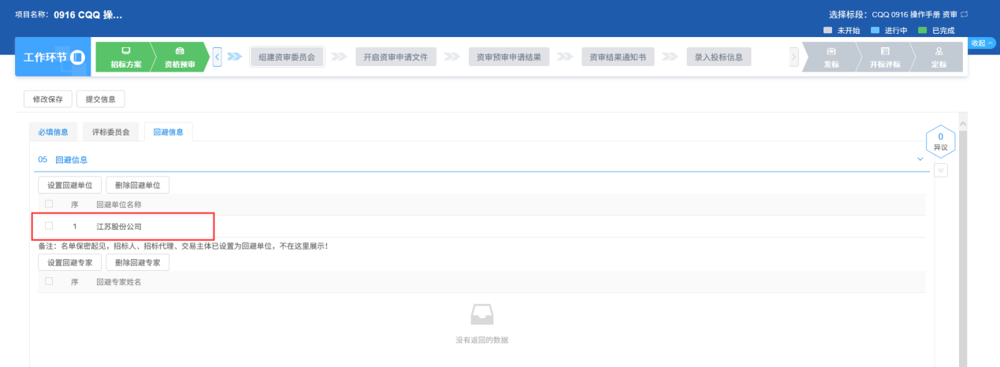 项目名称: 0916 CQQ 操... 选择标段: CQQ 0916 操作手册 资审
未开始 进行中 已完成
收起
工作环节 招标方案 资格预审 组建资审委员会 开启资审申请文件 资审预审申请结果 资审结果通知书 录入投标信息 发标 开标评标 定标
修改保存 提交信息
必填信息 评标委员会 回避信息
0
异议
05 回避信息
设置回避单位 删除回避单位
序 回避单位名称
1 江苏股份公司
备注: 名单保密起见，招标人、招标代理、交易主体已设置为回避单位，不在这里展示!
设置回避专家 删除回避专家
序 回避专家姓名
没有返回的数据